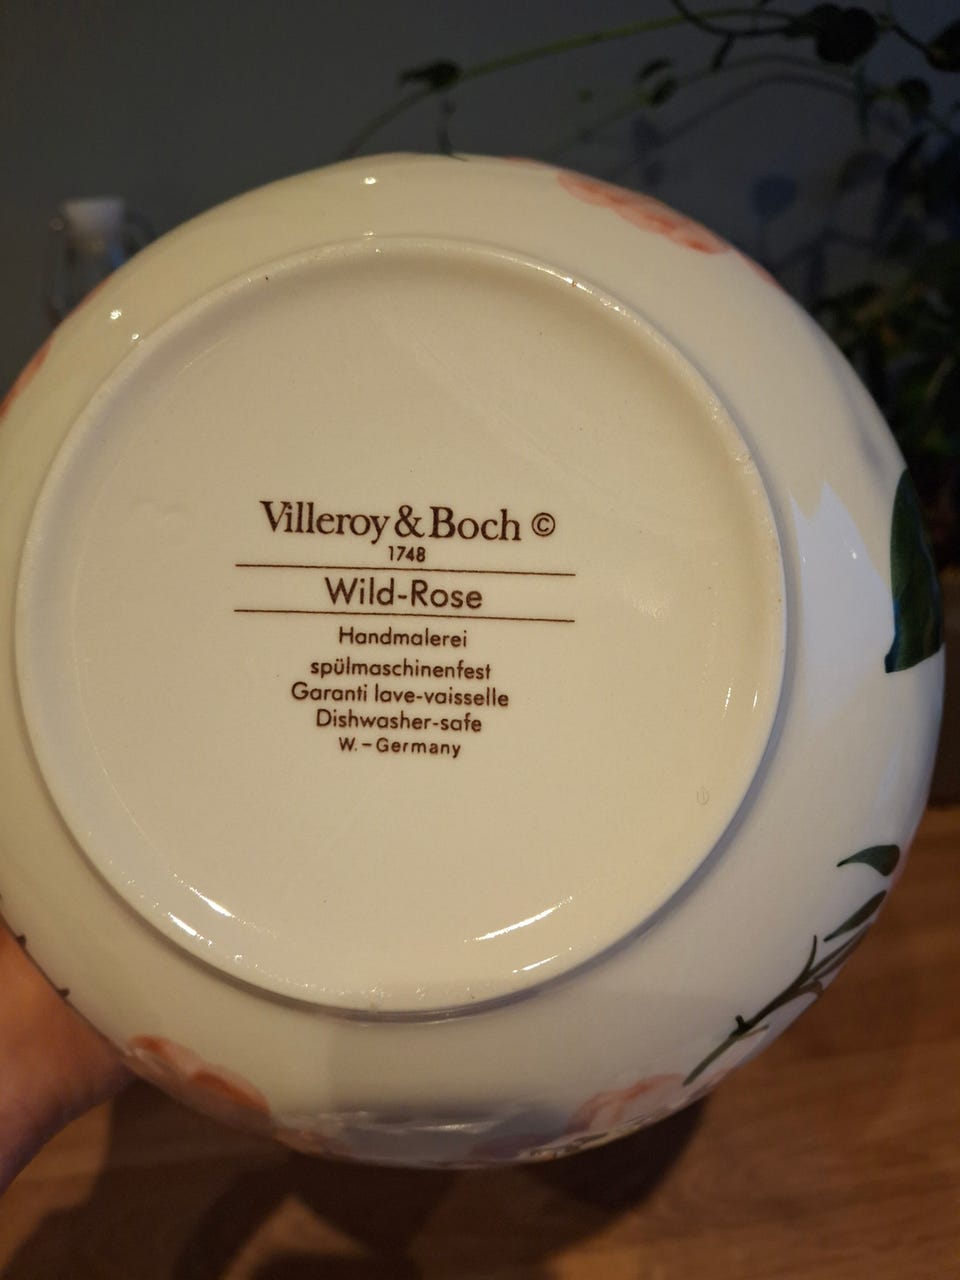 Villeroy & Boch ©
1748
Wild-Rose
Handmalerei
spülmaschinenfest
Garanti lave-vaisselle
Dishwasher-safe
W.-Germany